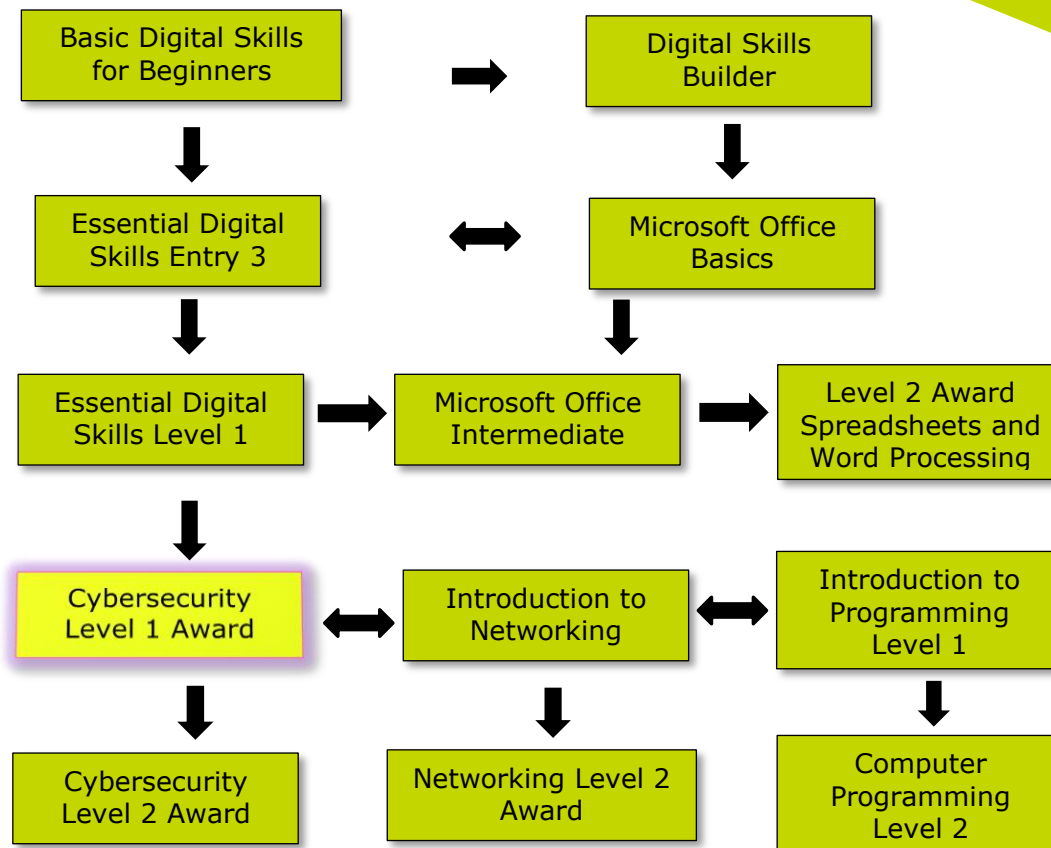 Basic Digital Skills
for Beginners
Digital Skills
Builder
Essential Digital
Skills Entry 3
Microsoft Office
Basics
Essential Digital
Skills Level 1
Microsoft Office
Intermediate
Level 2 Award
Spreadsheets and
Word Processing
Cybersecurity
Level 1 Award
Introduction to
Networking
Introduction to
Programming
Level 1
Cybersecurity
Level 2 Award
Networking Level 2
Award
Computer
Programming
Level 2